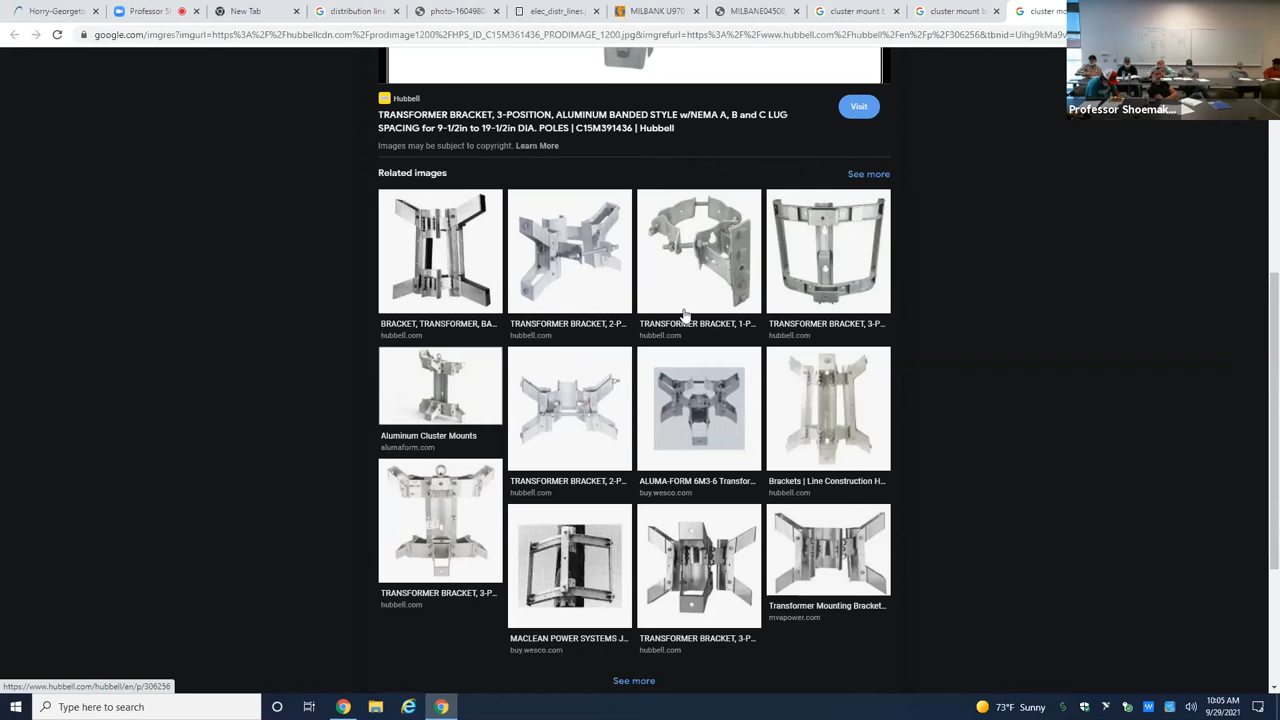 Horry-Georgeto
Professor S
New Tab
distribution line
photo-1604980
elec_distr_lines.j
MILBANK U970
MILBANE04508
cluster mount b
cluster mount b
cluster mo
google.com/imgres?imgurl=https%3A%2F%2Fhubbellcdn.com%2Fprodimage1200%2FHPS_ID_C15M361436_PRODIMAGE_1200.jpg&imgrefurl=https%3A%2F%2Fwww.hubbell.com%2Fhubbell%2Fen%2Fp%2F306256&tbnid=Uihg9kMa9v
Professor Shoemak...
Hubbell
Visit
TRANSFORMER BRACKET, 3-POSITION, ALUMINUM BANDED STYLE w/NEMA A, B and C LUG
SPACING for 9-1/2in to 19-1/2in DIA. POLES | C15M391436 | Hubbell
Images may be subject to copyright. Learn More
Related images
See more
BRACKET, TRANSFORMER, BA...
hubbell.com
TRANSFORMER BRACKET, 2-P...
hubbell.com
TRANSFORMER BRACKET, 1-P...
hubbell.com
TRANSFORMER BRACKET, 3-P...
hubbell.com
Aluminum Cluster Mounts
alumaform.com
TRANSFORMER BRACKET, 2-P...
hubbell.com
ALUMA-FORM 6M3-6 Transfor...
buy.wesco.com
Brackets | Line Construction H...
hubbell.com
TRANSFORMER BRACKET, 3-P...
hubbell.com
MACLEAN POWER SYSTEMS J...
buy.wesco.com
TRANSFORMER BRACKET, 3-P...
hubbell.com
Transformer Mounting Bracket...
mvapower.com
See more
https://www.hubbell.com/hubbell/en/p/306256
Type here to search
73°F Sunny
10:05 AM
9/29/2021